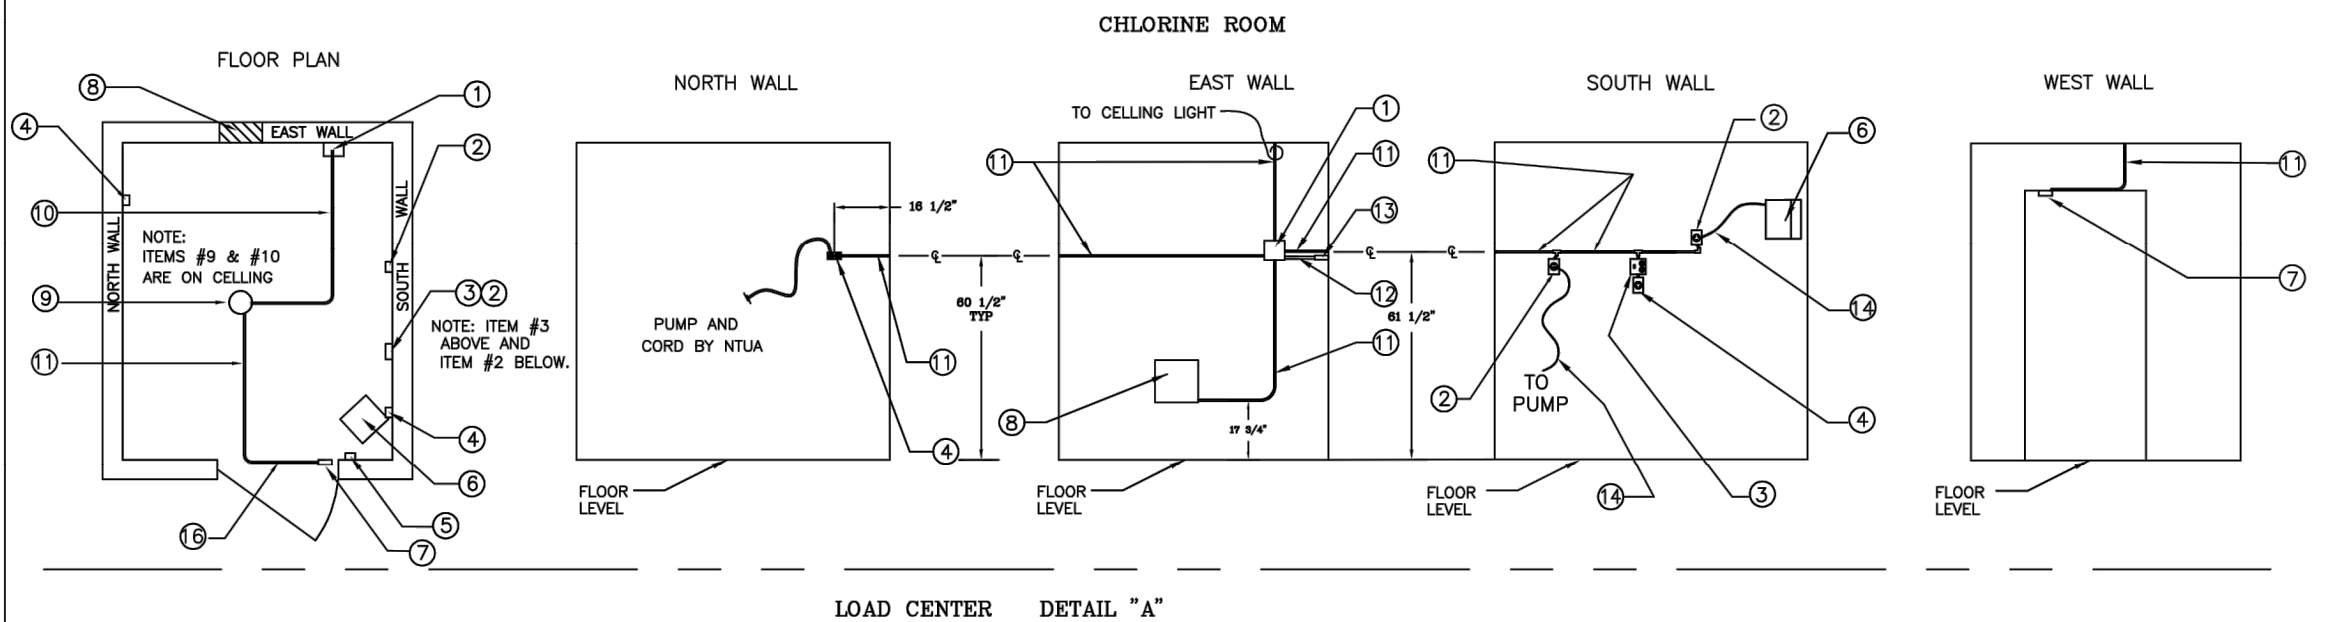 CHLORINE ROOM
FLOOR PLAN
8
1
4
EAST WALL
2
10
NORTH WALL
SOUTH WALL
NOTE:
ITEMS #9 & #10
ARE ON CELLING
9
3 2
NOTE: ITEM #3
ABOVE AND
ITEM #2 BELOW.
11
4
6
5
16
7
NORTH WALL
16 1/2"
PUMP AND
CORD BY NTUA
11
4
FLOOR
LEVEL
℄
℄
60 1/2"
TYP
EAST WALL
TO CELLING LIGHT
1
11
11
13
12
11
8
17 3/4"
FLOOR
LEVEL
℄
℄
61 1/2"
SOUTH WALL
2
6
11
14
2
TO
PUMP
4
3
14
FLOOR
LEVEL
WEST WALL
11
7
FLOOR
LEVEL
LOAD CENTER DETAIL "A"